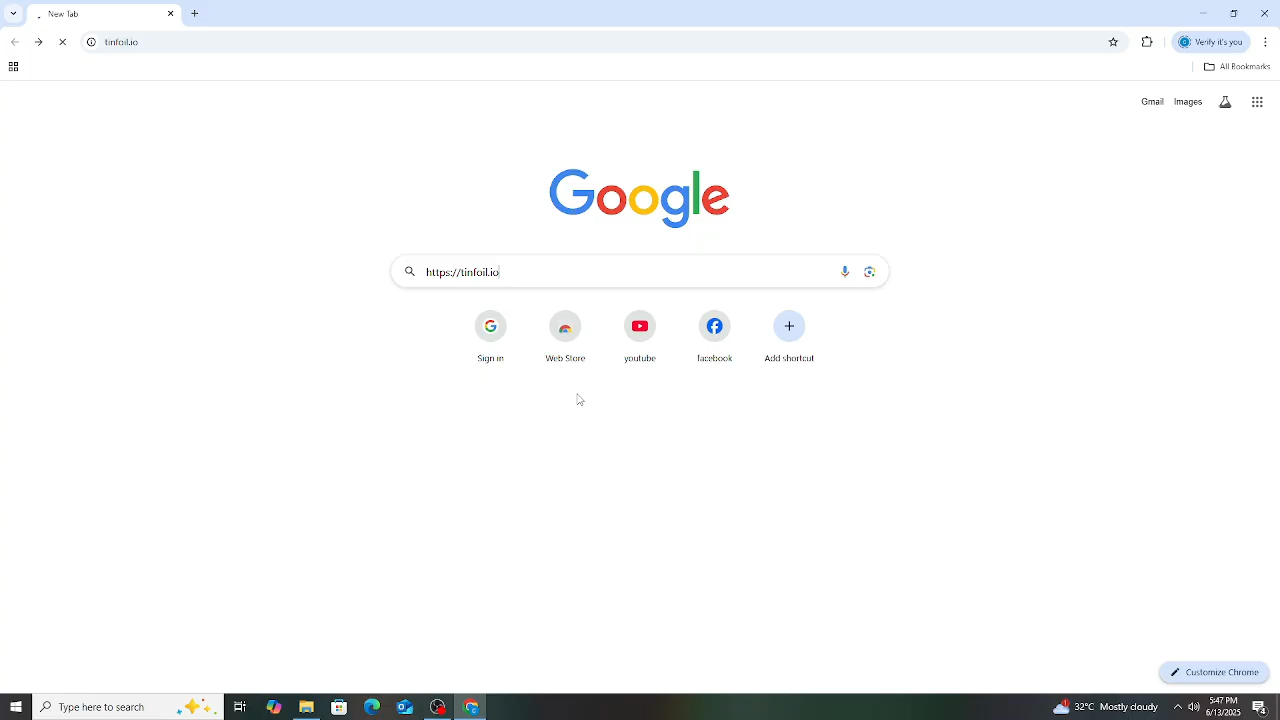 New Tab
tinfoil.io
Verify it's you
All Bookmarks
Gmail Images
Google
https://tinfoil.io
Sign in Web Store youtube facebook Add shortcut
Customize Chrome
Type here to search
32°C Mostly cloudy
5:47 PM
6/13/2025